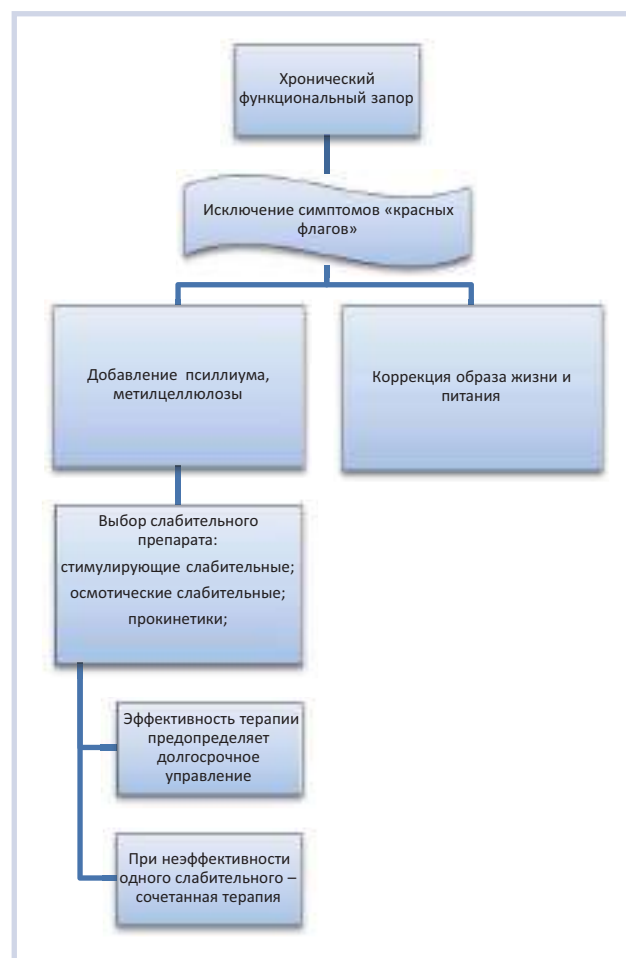 Хронический
функциональный запор
Исключение симптомов «красных
флагов»
Добавление псиллиума,
метилцеллюлозы
Коррекция образа жизни и
питания
Выбор слабительного
препарата:
стимулирующие слабительные;
осмотические слабительные;
прокинетики;
Эффективность терапии
предопределяет
долгосрочное
управление
При неэффективности
одного слабительного –
сочетанная терапия